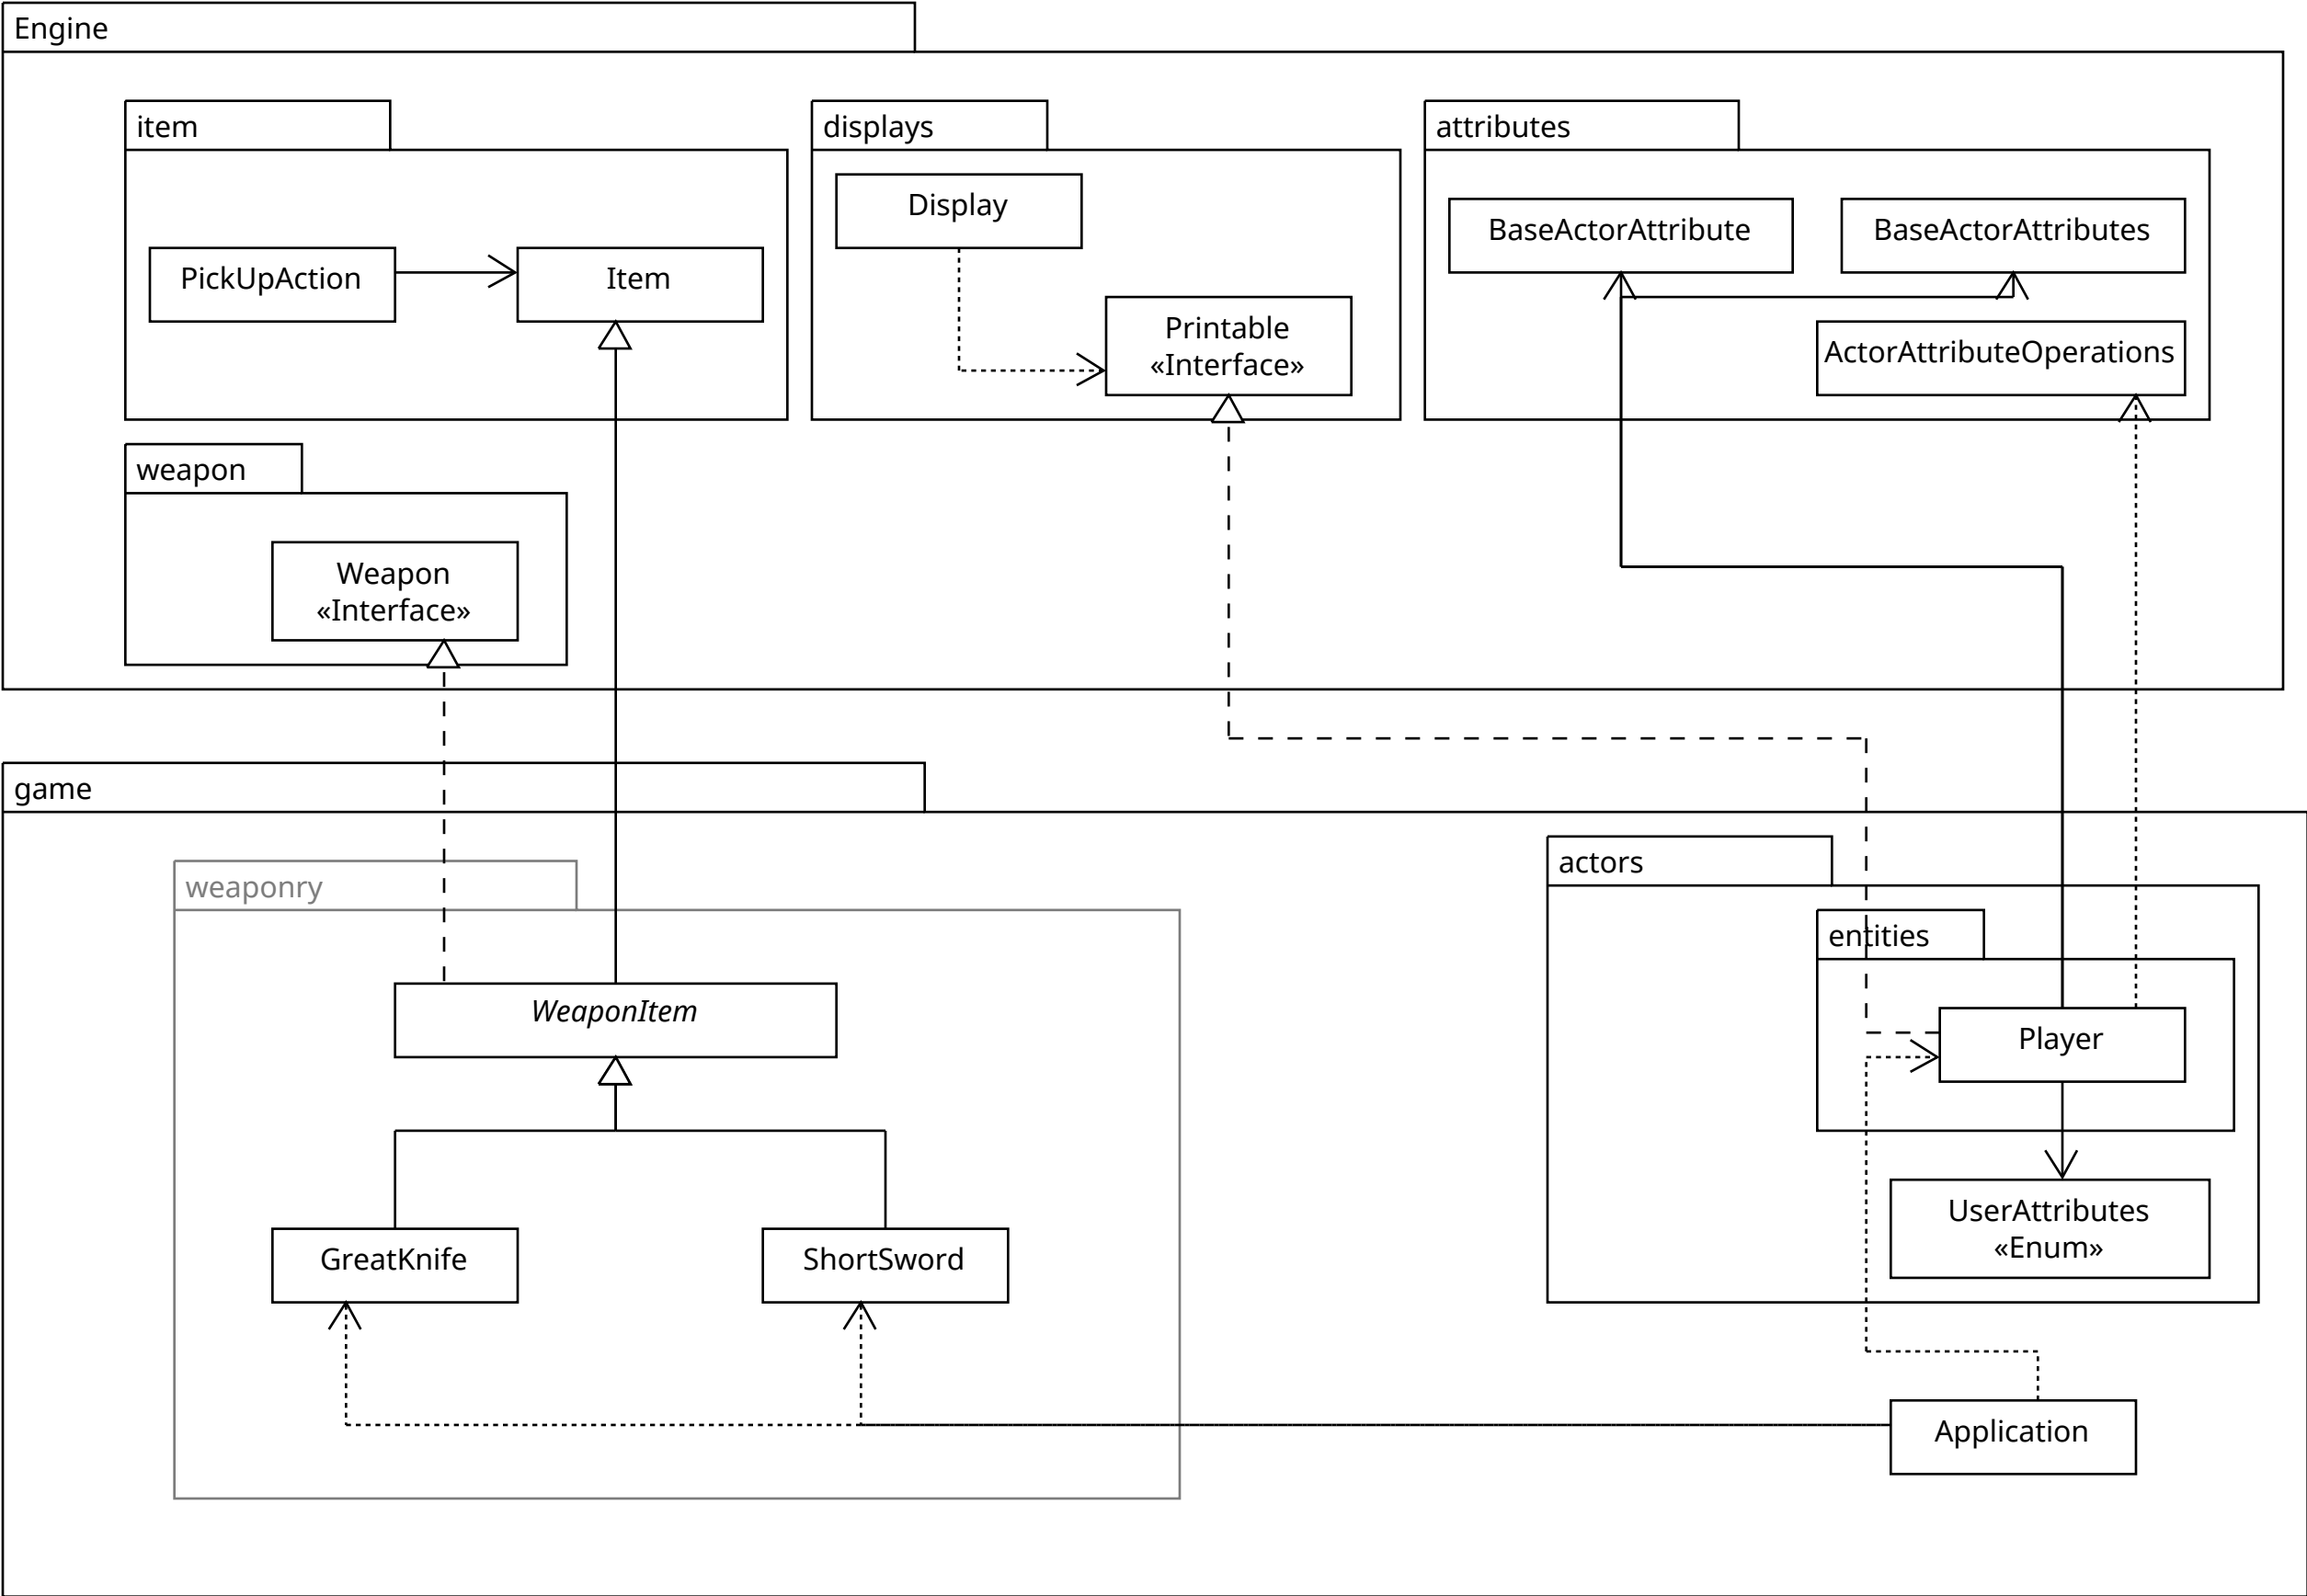 Engine
item
displays
attributes
Display
BaseActorAttribute
BaseActorAttributes
PickUpAction
Item
Printable
«Interface»
ActorAttributeOperations
weapon
Weapon
«Interface»
game
actors
weaponry
entities
WeaponItem
Player
UserAttributes
«Enum»
GreatKnife
ShortSword
Application